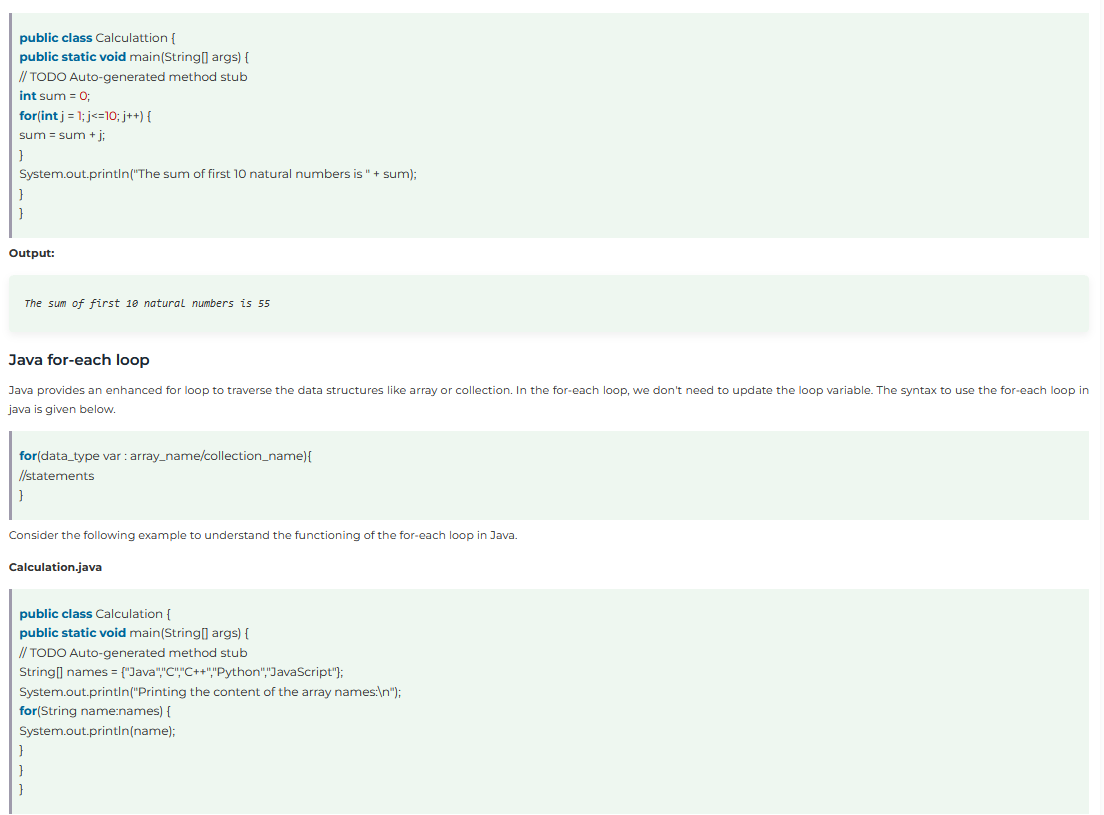 public class Calculattion {
public static void main(String[] args) {
// TODO Auto-generated method stub
int sum = 0;
for(int j = 1; j<=10; j++) {
sum = sum + j;
}
System.out.println("The sum of first 10 natural numbers is " + sum);
}
}
Output:
The sum of first 10 natural numbers is 55
Java for-each loop
Java provides an enhanced for loop to traverse the data structures like array or collection. In the for-each loop, we don't need to update the loop variable. The syntax to use the for-each loop in
java is given below.
for(data_type var : array_name/collection_name){
//statements
}
Consider the following example to understand the functioning of the for-each loop in Java.
Calculation.java
public class Calculation {
public static void main(String[] args) {
// TODO Auto-generated method stub
String[] names = {"Java","C","C++","Python","JavaScript"};
System.out.println("Printing the content of the array names:\n");
for(String name:names) {
System.out.println(name);
}
}
}